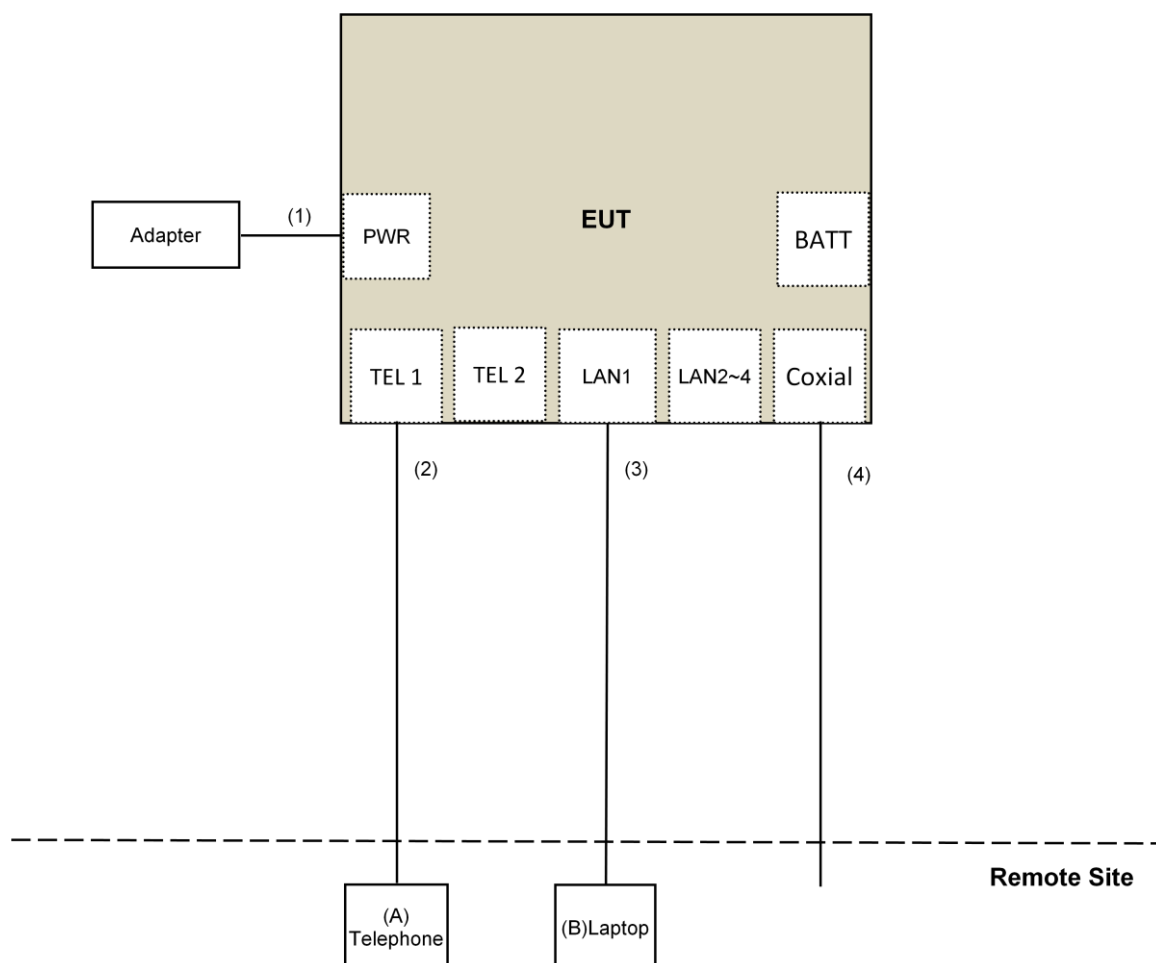 EUT
(1)
Adapter
PWR
BATT
TEL 1
TEL 2
LAN1
LAN2~4
Coxial
(2)
(3)
(4)
Remote Site
(A)
Telephone
(B)Laptop